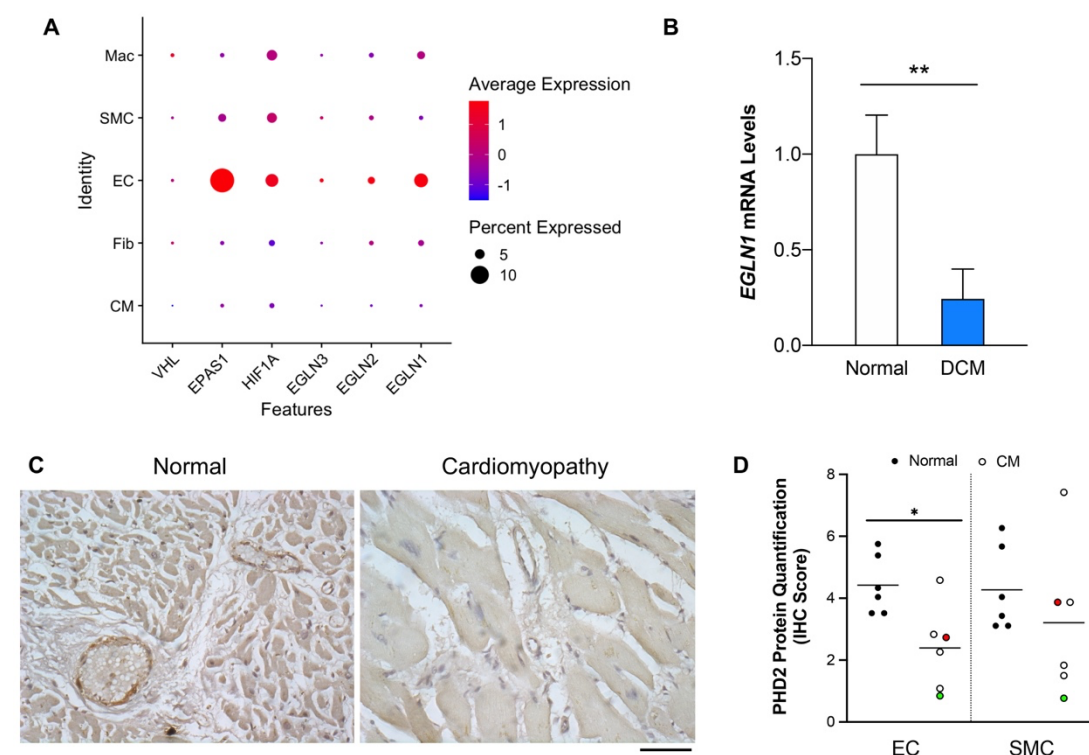 A
Mac
SMC
EC
Fib
CM
Identity
VHL
EPAS1
HIF1A
EGLN3
EGLN2
EGLN1
Features
Average Expression
1
0
-1
Percent Expressed
5
10
B
EGLN1 mRNA Levels
1.5
1.0
0.5
0.0
**
Normal
DCM
C
Normal
Cardiomyopathy
D
Normal
CM
PHD2 Protein Quantification
(IHC Score)
8
6
4
2
0
*
EC
SMC